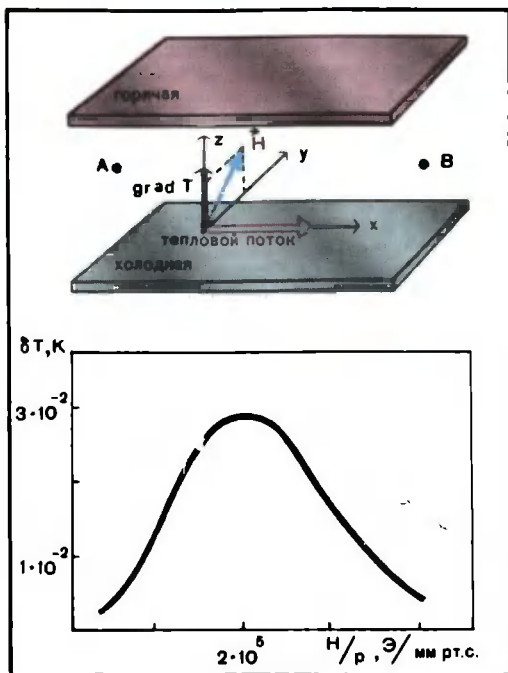 горячая
z
H
y
A
B
grad T
тепловой поток
x
холодная
δT, K
3·10⁻²
1·10⁻²
2·10⁵ H/p, Э/мм рт.с.